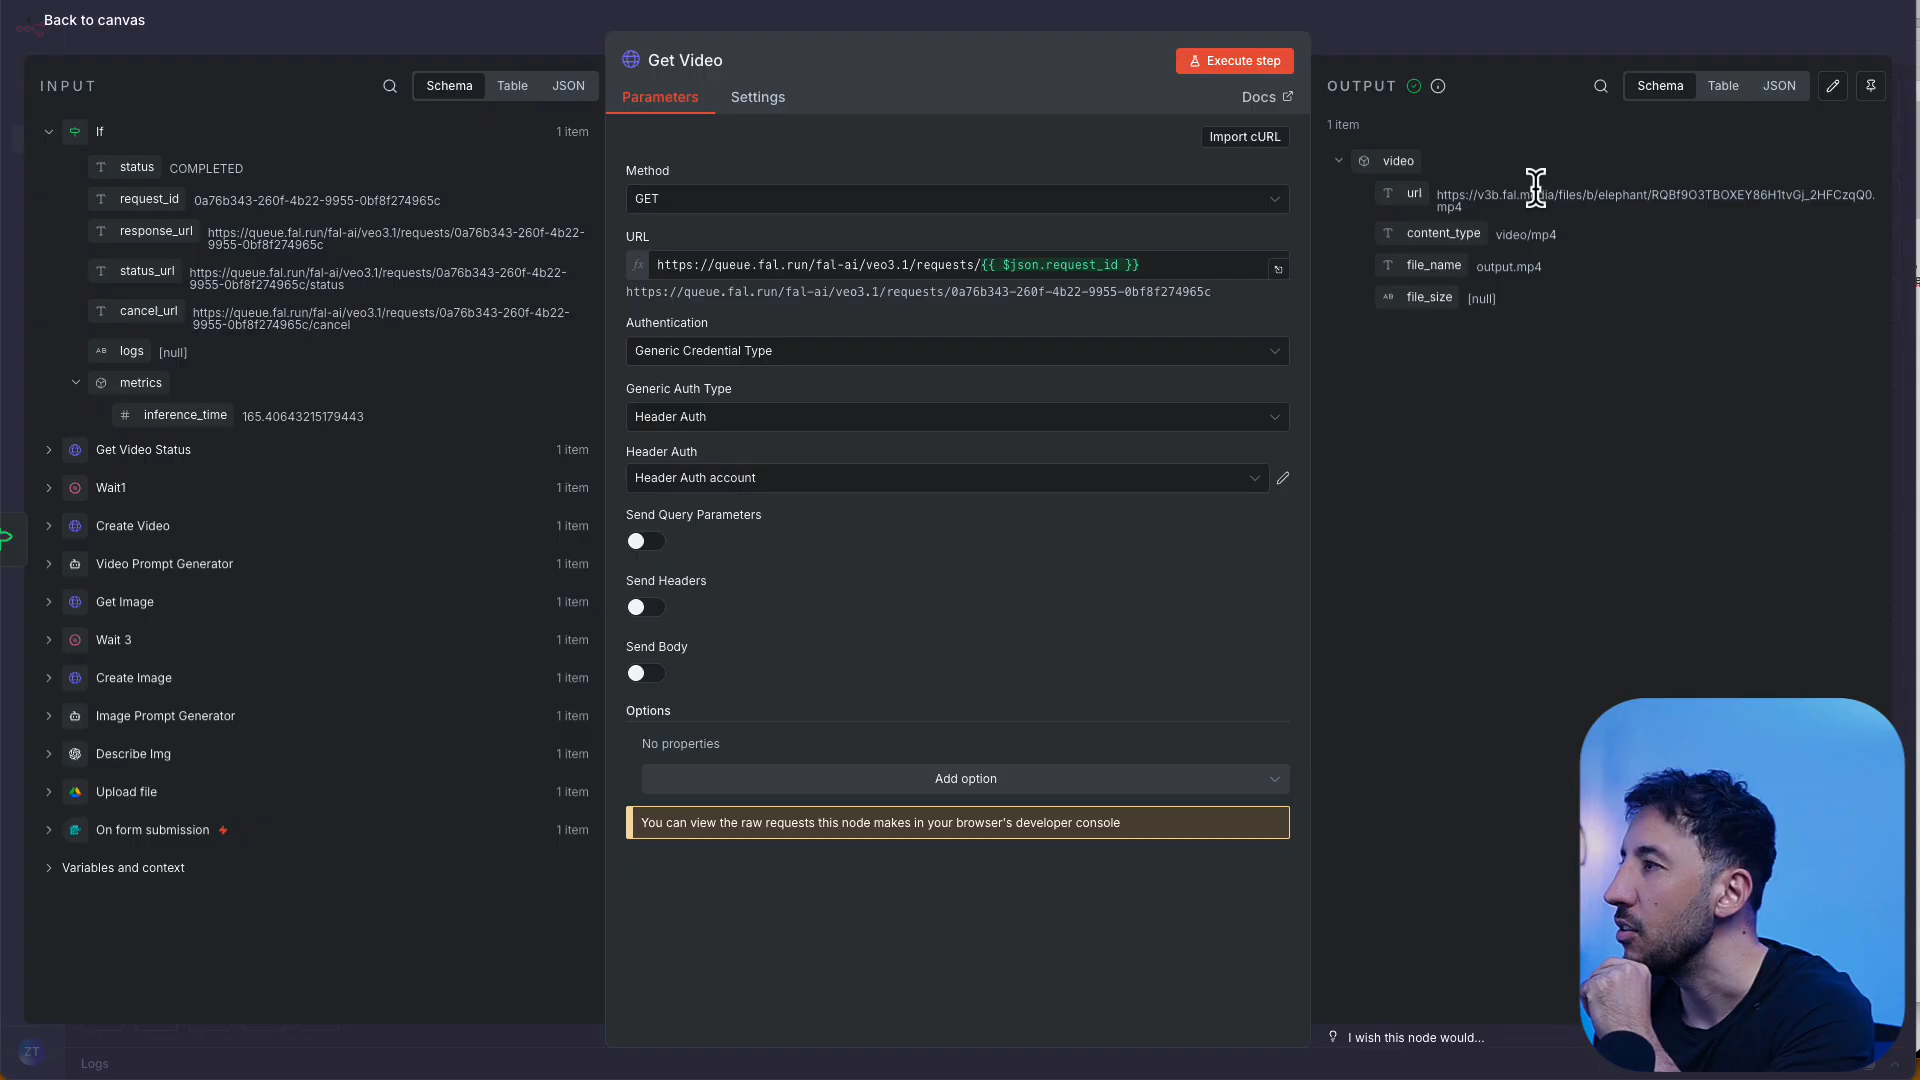 Back to canvas
INPUT
Schema Table JSON
If 1 item
status COMPLETED
request_id 0a76b343-260f-4b22-9955-0bf8f274965c
response_url https://queue.fal.run/fal-ai/veo3.1/requests/0a76b343-260f-4b22-
9955-0bf8f274965c
status_url https://queue.fal.run/fal-ai/veo3.1/requests/0a76b343-260f-4b22-
9955-0bf8f274965c/status
cancel_url https://queue.fal.run/fal-ai/veo3.1/requests/0a76b343-260f-4b22-
9955-0bf8f274965c/cancel
logs [null]
metrics
# inference_time 165.40643215179443
Get Video Status 1 item
Wait1 1 item
Create Video 1 item
Video Prompt Generator 1 item
Get Image 1 item
Wait 3 1 item
Create Image 1 item
Image Prompt Generator 1 item
Describe Img 1 item
Upload file 1 item
On form submission 1 item
Variables and context
ZT
Logs
Get Video
Execute step
Parameters Settings Docs
Import cURL
Method
GET
URL
fx https://queue.fal.run/fal-ai/veo3.1/requests/{{ $json.request_id }}
https://queue.fal.run/fal-ai/veo3.1/requests/0a76b343-260f-4b22-9955-0bf8f274965c
Authentication
Generic Credential Type
Generic Auth Type
Header Auth
Header Auth
Header Auth account
Send Query Parameters
Send Headers
Send Body
Options
No properties
Add option
You can view the raw requests this node makes in your browser's developer console
OUTPUT
Schema Table JSON
1 item
video
T url https://v3b.fal.media/files/b/elephant/RQBf9O3TBOXEY86H1tvGj_2HFCzqQ0.
mp4
T content_type video/mp4
T file_name output.mp4
AB file_size [null]
I wish this node would...